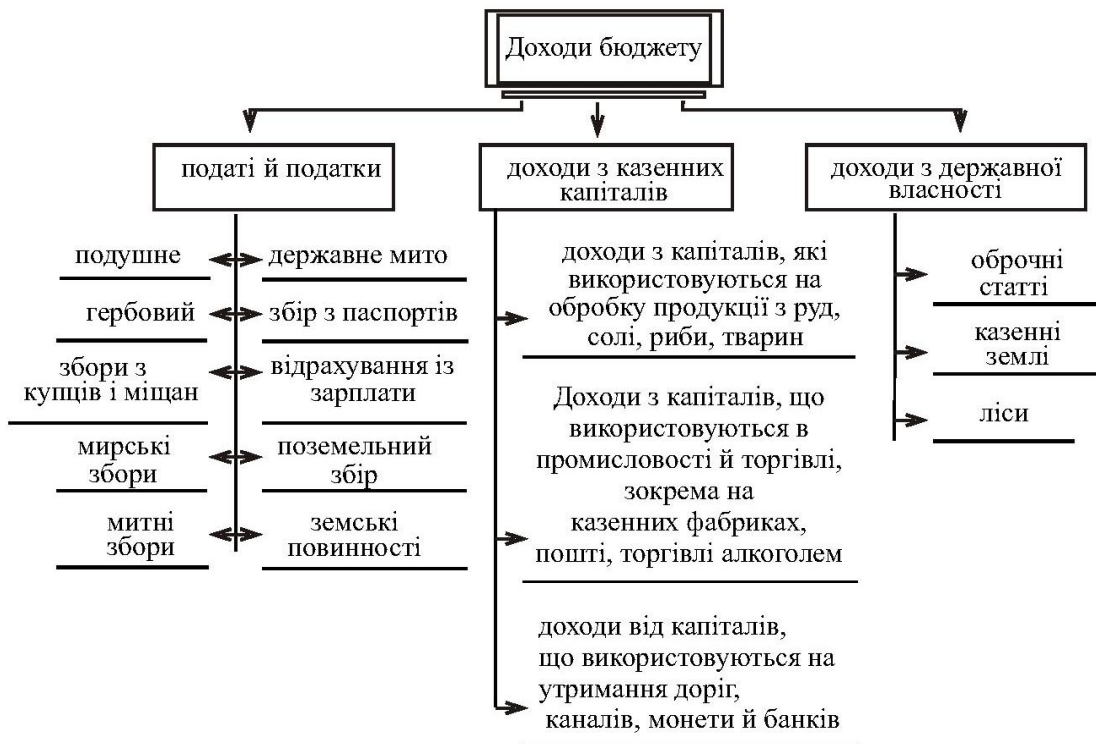 Доходи бюджету
податі й податки
подушне
державне мито
гербовий
збір з паспортів
збори з
купців і міщан
відрахування із
зарплати
мирські
збори
поземельний
збір
митні
збори
земські
повинності
доходи з казенних
капіталів
доходи з капіталів, які
використовуються на
обробку продукції з руд,
солі, риби, тварин
Доходи з капіталів, що
використовуються в
промисловості й торгівлі,
зокрема на
казенних фабриках,
пошті, торгівлі алкоголем
доходи від капіталів,
що використовуються на
утримання доріг,
каналів, монети й банків
доходи з державної
власності
оброчні
статті
казенні
землі
ліси